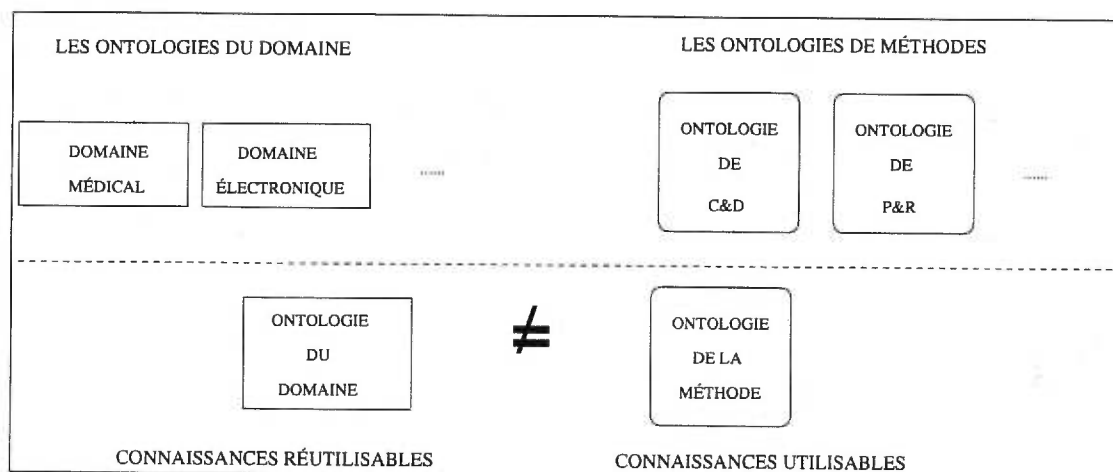 LES ONTOLOGIES DU DOMAINE
LES ONTOLOGIES DE MÉTHODES
DOMAINE
MÉDICAL
DOMAINE
ÉLECTRONIQUE
......
ONTOLOGIE
DE
C&D
ONTOLOGIE
DE
P&R
......
ONTOLOGIE
DU
DOMAINE
≠
ONTOLOGIE
DE LA
MÉTHODE
CONNAISSANCES RÉUTILISABLES
CONNAISSANCES UTILISABLES